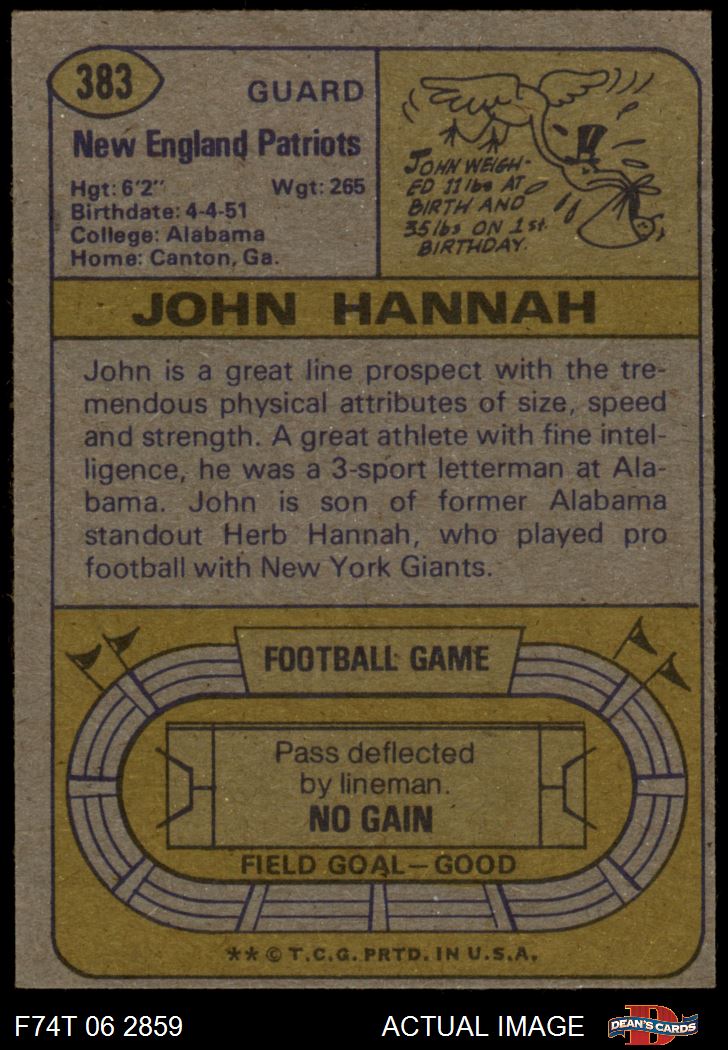 383
GUARD
New England Patriots
Hgt: 6'2" Wgt: 265
Birthdate: 4-4-51
College: Alabama
Home: Canton, Ga.
JOHN WEIGH-
ED 11 lbs AT
BIRTH AND
35 lbs ON 1st.
BIRTHDAY.
JOHN HANNAH
John is a great line prospect with the tre-
mendous physical attributes of size, speed
and strength. A great athlete with fine intel-
ligence, he was a 3-sport letterman at Ala-
bama. John is son of former Alabama
standout Herb Hannah, who played pro
football with New York Giants.
FOOTBALL GAME
Pass deflected
by lineman.
NO GAIN
FIELD GOAL—GOOD
** © T.C.G. PRTD. IN U.S.A.
F74T 06 2859
ACTUAL IMAGE
D
DEAN'S CARDS